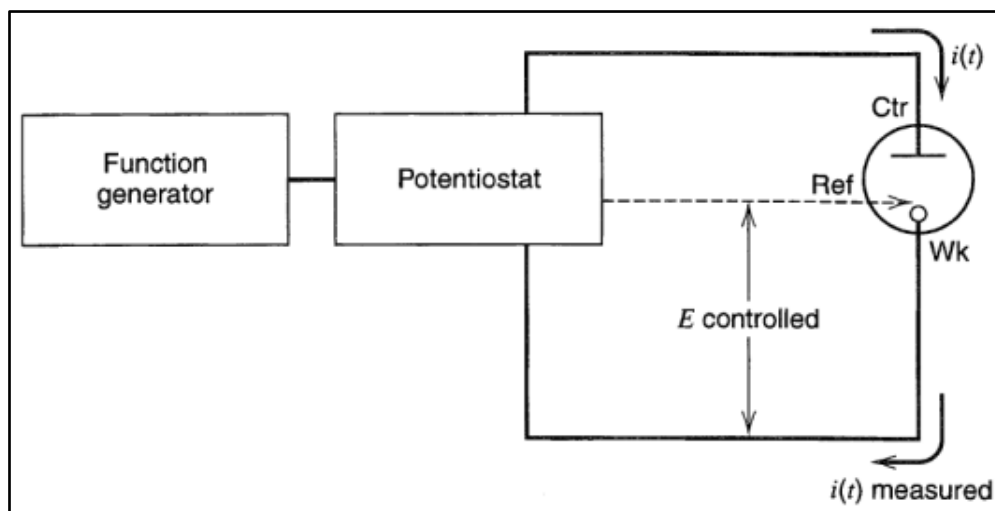 i(t)
Ctr
Function
generator
Potentiostat
Ref
Wk
E controlled
i(t) measured